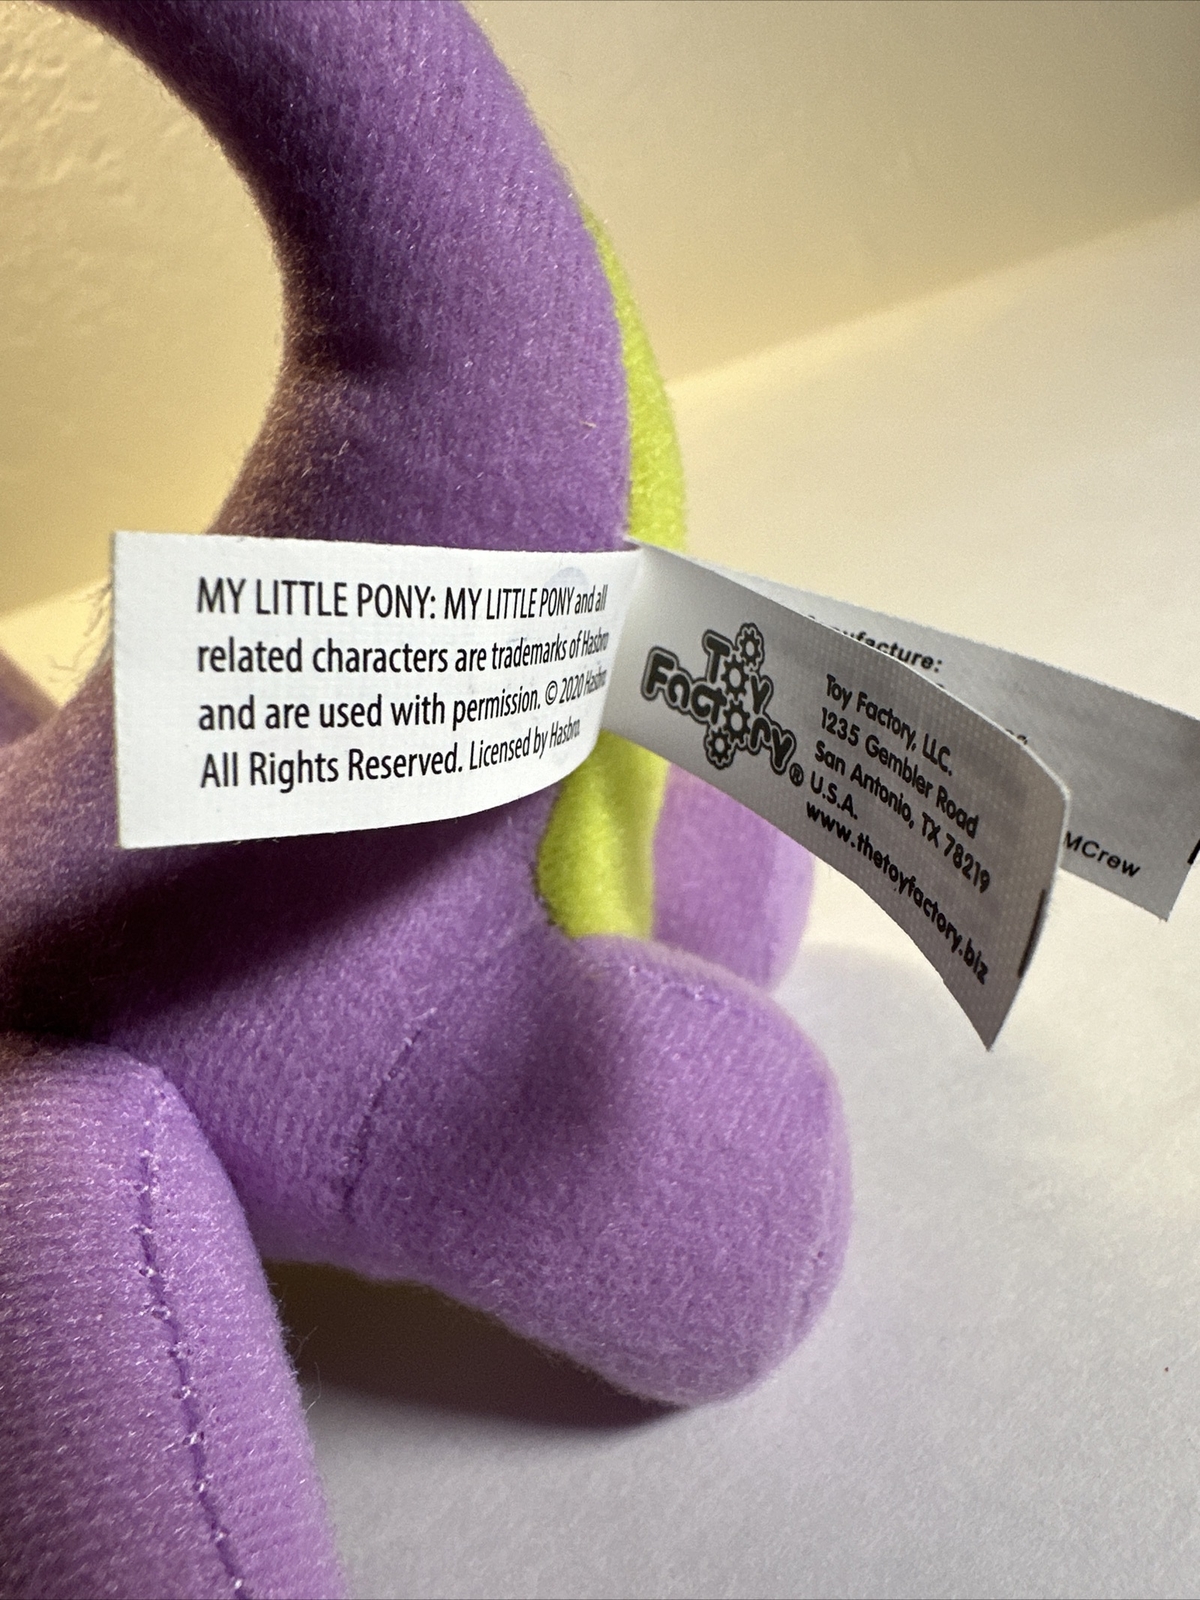 MY LITTLE PONY: MY LITTLE PONY and all
related characters are trademarks of Hasbro
and are used with permission. © 2020 Hasbro
All Rights Reserved. Licensed by Hasbro.
Toy
Factory®
Toy Factory, LLC.
1235 Gembler Road
San Antonio, TX 78219
U.S.A.
www.thetoyfactory.biz
MCrew